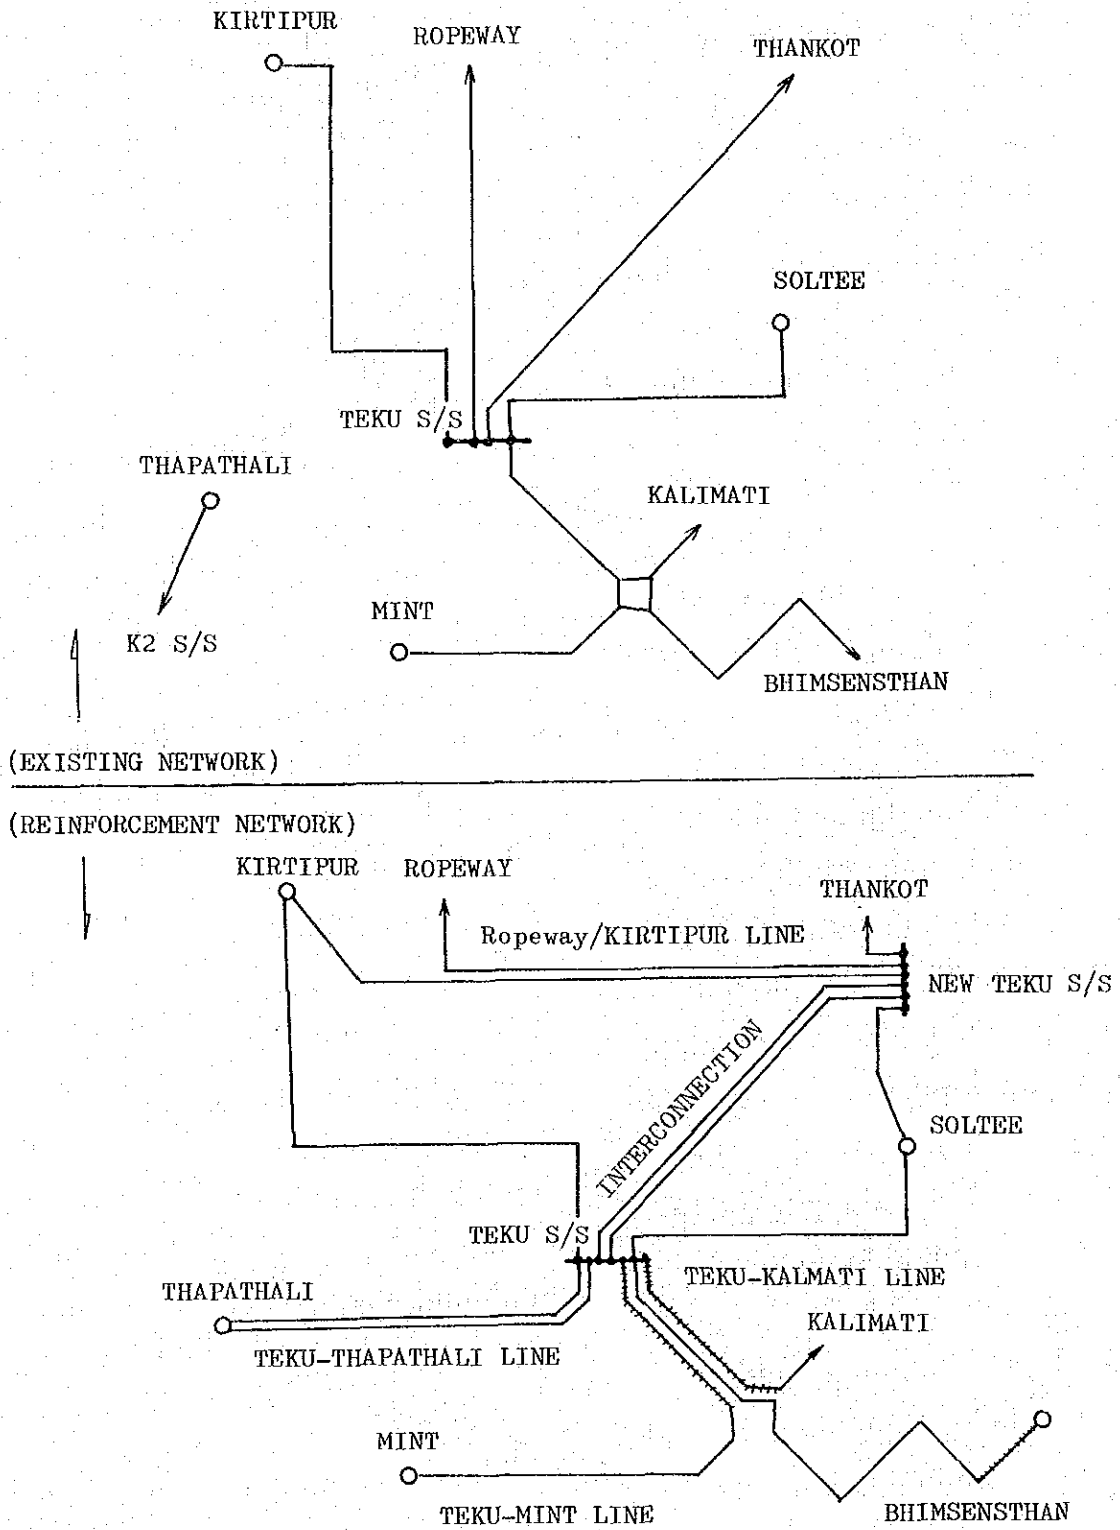 KIRTIPUR
ROPEWAY
THANKOT
SOLTEE
TEKU S/S
THAPATHALI
KALIMATI
MINT
K2 S/S
BHIMSENSTHAN
(EXISTING NETWORK)
(REINFORCEMENT NETWORK)
KIRTIPUR
ROPEWAY
THANKOT
Ropeway/KIRTIPUR LINE
NEW TEKU S/S
INTERCONNECTION
SOLTEE
TEKU S/S
TEKU-KALMATI LINE
THAPATHALI
KALIMATI
TEKU-THAPATHALI LINE
MINT
TEKU-MINT LINE
BHIMSENSTHAN